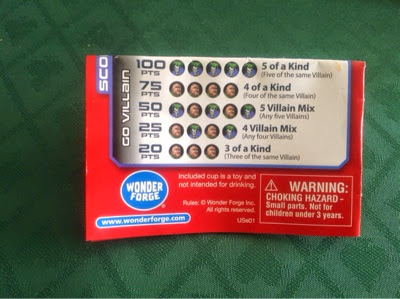 SCO
GO VILLAIN
100 PTS 5 of a Kind
(Five of the same Villain)
75 PTS 4 of a Kind
(Four of the same Villain)
50 PTS 5 Villain Mix
(Any five Villains)
25 PTS 4 Villain Mix
(Any four Villains)
20 PTS 3 of a Kind
(Three of the same Villain)
WONDER
FORGE
www.wonderforge.com
Included cup is a toy and
not intended for drinking.
Rules: © Wonder Forge Inc.
All rights reserved.
USe01
WARNING:
CHOKING HAZARD -
Small parts. Not for
children under 3 years.